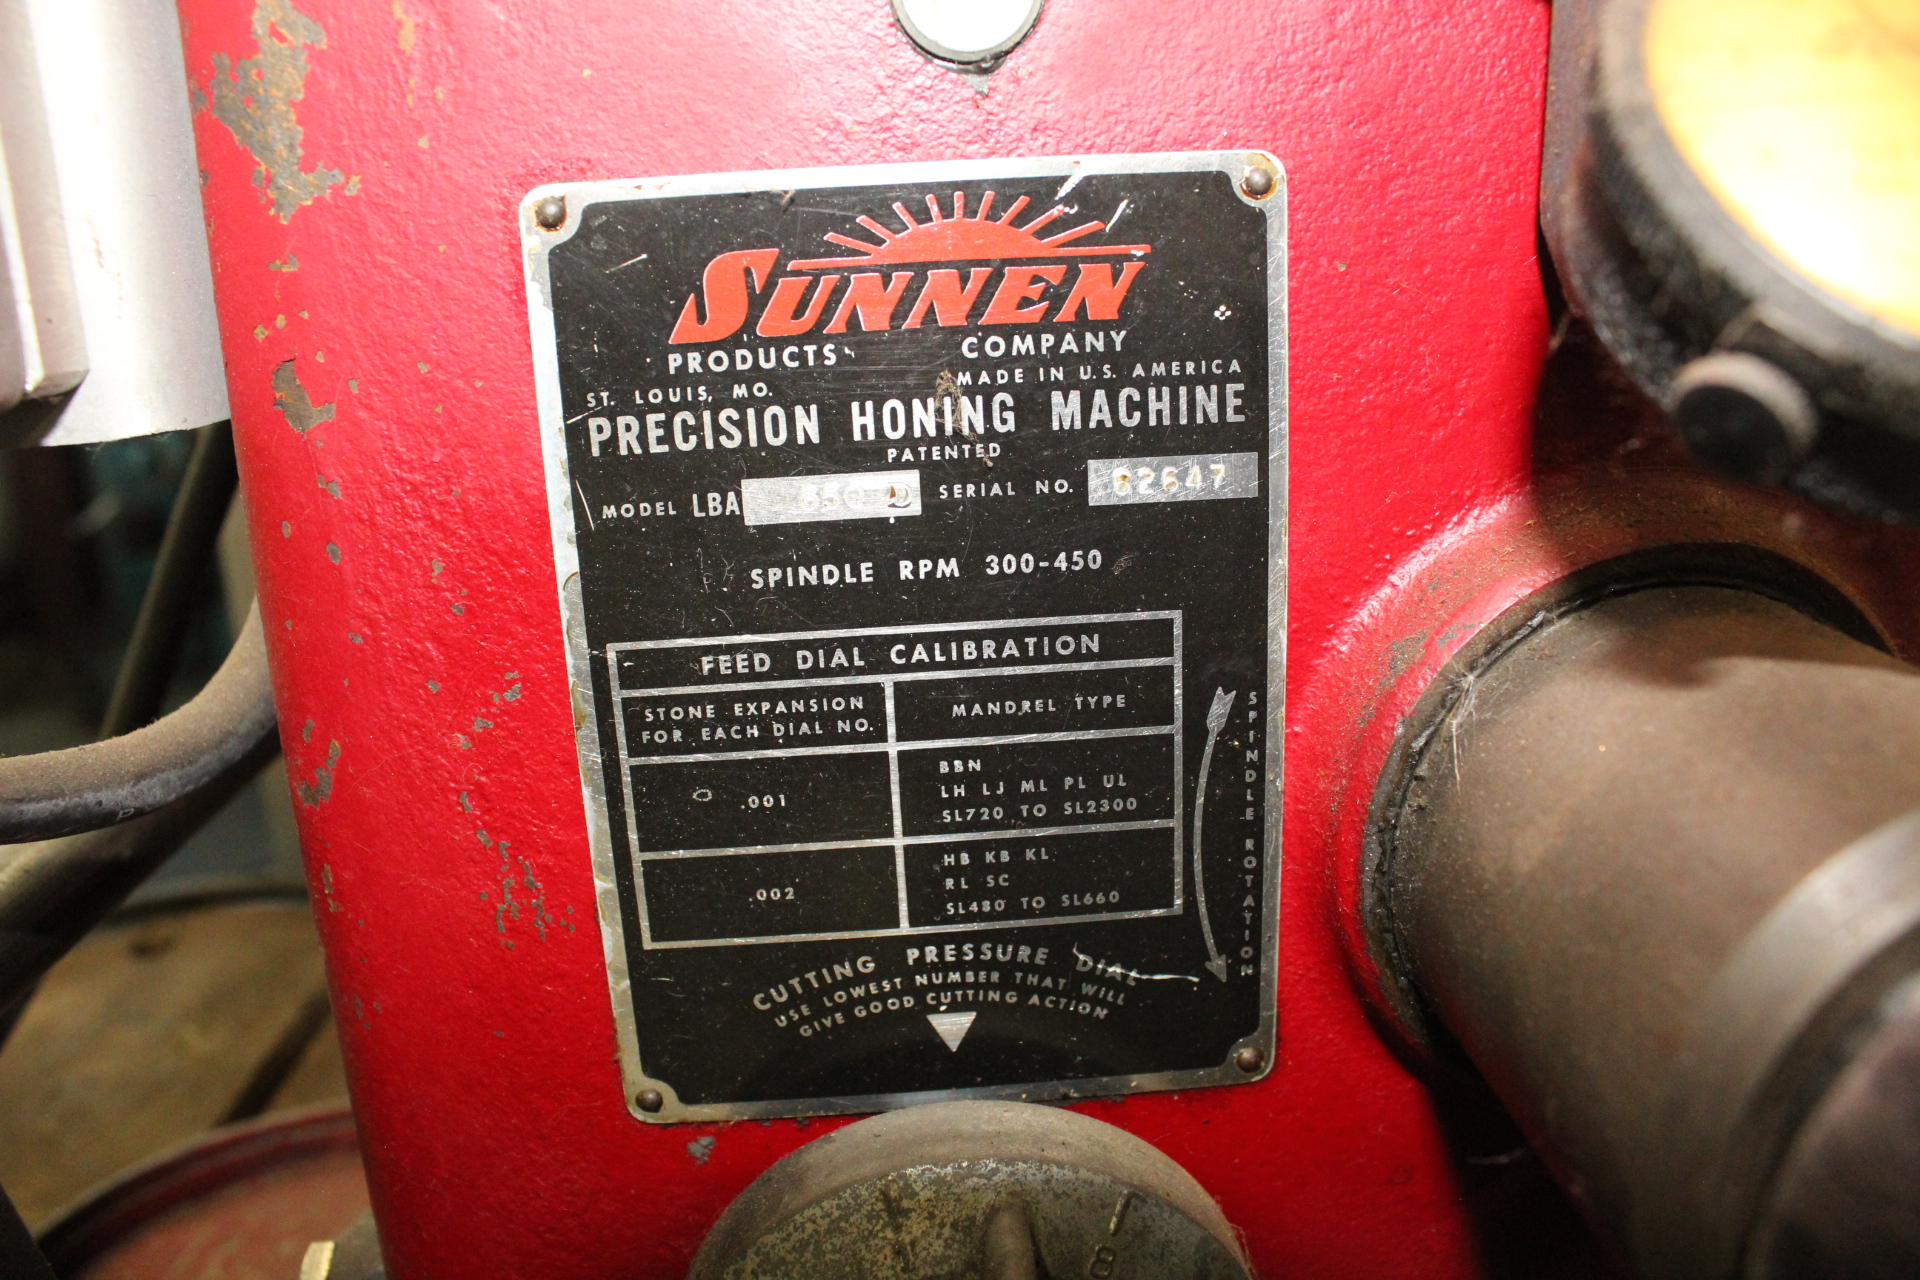 SUNNEN
PRODUCTS COMPANY
ST. LOUIS, MO. MADE IN U.S. AMERICA
PRECISION HONING MACHINE
PATENTED
MODEL LBA SERIAL NO. 62647
SPINDLE RPM 300-450
FEED DIAL CALIBRATION
STONE EXPANSION
FOR EACH DIAL NO.
MANDREL TYPE
.001
BBN
LH LJ ML PL UL
SL720 TO SL2300
.002
HB KB KL
RL SC
SL480 TO SL660
SPINDLE ROTATION
CUTTING PRESSURE DIAL
USE LOWEST NUMBER THAT WILL
GIVE GOOD CUTTING ACTION
8